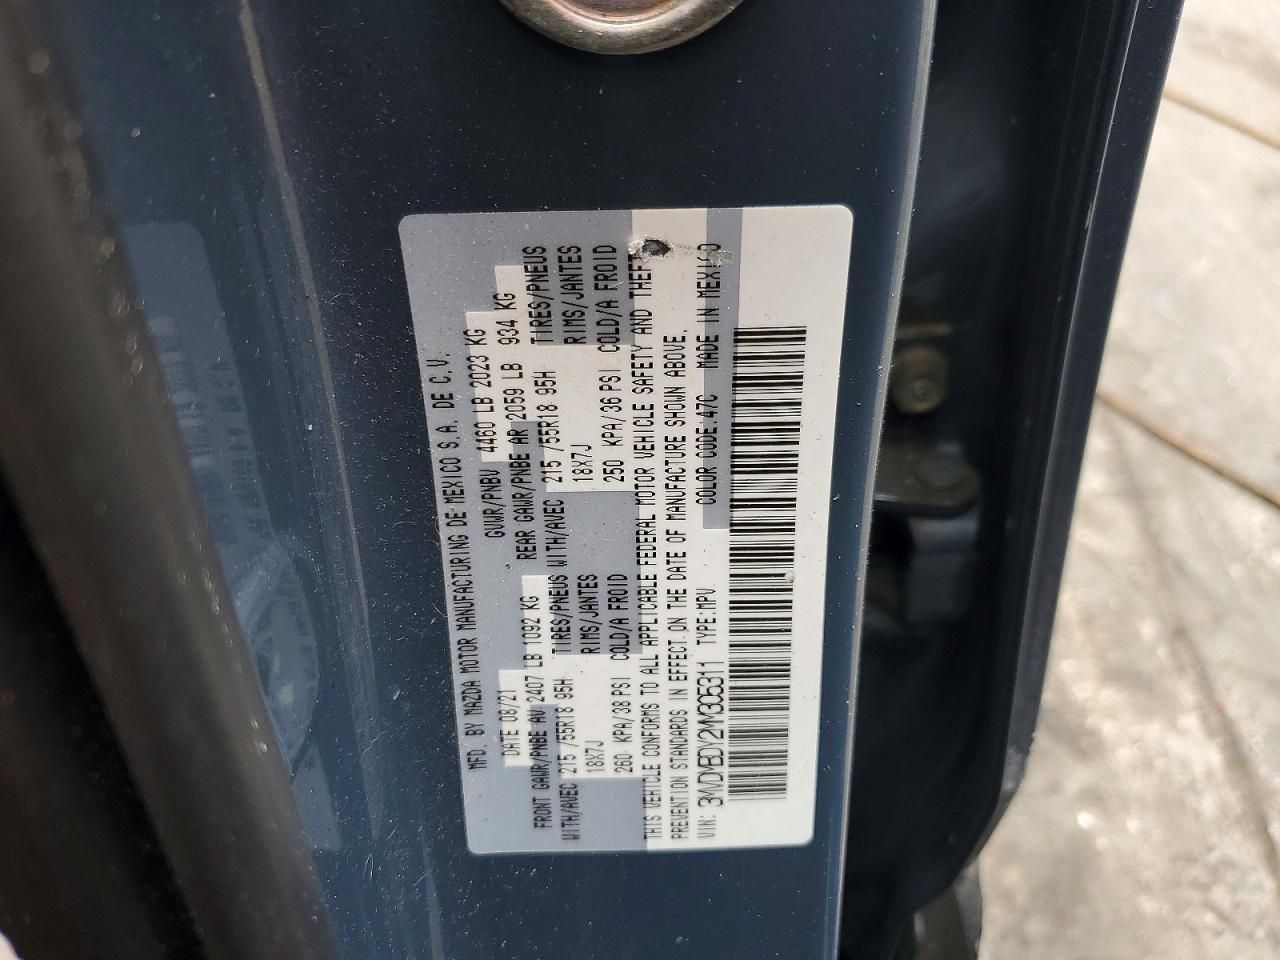 MFD. BY MAZDA MOTOR MANUFACTURING DE MEXICO S.A. DE C.V.
DATE 08/21 GVWR/PNBV 4460 LB 2023 KG
FRONT GAWR/PNBE AV 2407 LB 1092 KG REAR GAWR/PNBE AR 2059 LB 934 KG
WITH/AVEC 215 /55R18 95H TIRES/PNEUS WITH/AVEC 215 /55R18 95H TIRES/PNEUS
18X7J RIMS/JANTES 18X7J RIMS/JANTES
260 KPA/38 PSI COLD/A FROID 250 KPA/36 PSI COLD/A FROID
THIS VEHICLE CONFORMS TO ALL APPLICABLE FEDERAL MOTOR VEHICLE SAFETY AND THEFT
PREVENTION STANDARDS IN EFFECT ON THE DATE OF MANUFACTURE SHOWN ABOVE.
VIN: 3MVDMBDY2NM305311 TYPE:MPV COLOR CODE:47C MADE IN MEXICO